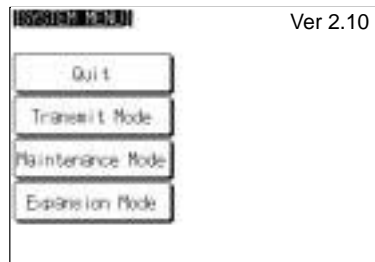 [SYSTEM MENU]
Ver 2.10
Quit
Transmit Mode
Maintenance Mode
Expansion Mode